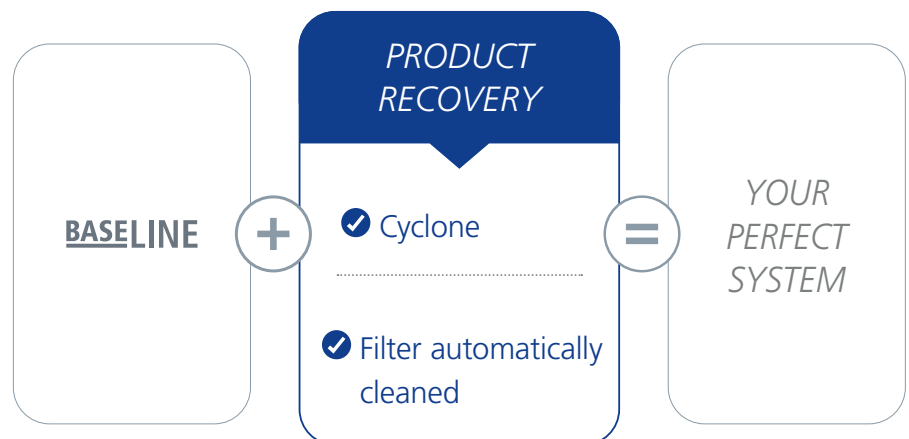 BASELINE
+
PRODUCT
RECOVERY
Cyclone
Filter automatically
cleaned
=
YOUR
PERFECT
SYSTEM